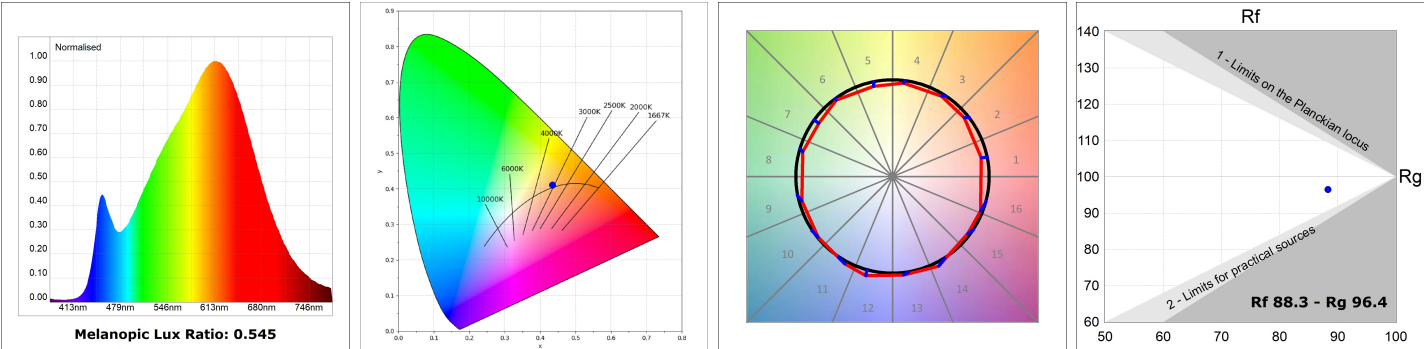 Normalised
1.00
0.90
0.80
0.70
0.60
0.50
0.40
0.30
0.20
0.10
0.00
413nm 479nm 546nm 613nm 680nm 746nm
Melanopic Lux Ratio: 0.545
0.9
0.8
0.7
0.6
0.5
0.4
0.3
0.2
0.1
0.0
y
0.0 0.1 0.2 0.3 0.4 0.5 0.6 0.7 0.8
x
10000K
6000K
4000K
3000K
2500K
2000K
1667K
1
2
3
4
5
6
7
8
9
10
11
12
13
14
15
16
Rf
140
130
120
110
100
90
80
70
60
50 60 70 80 90 100
Rg
1 - Limits on the Planckian locus
2 - Limits for practical sources
Rf 88.3 - Rg 96.4